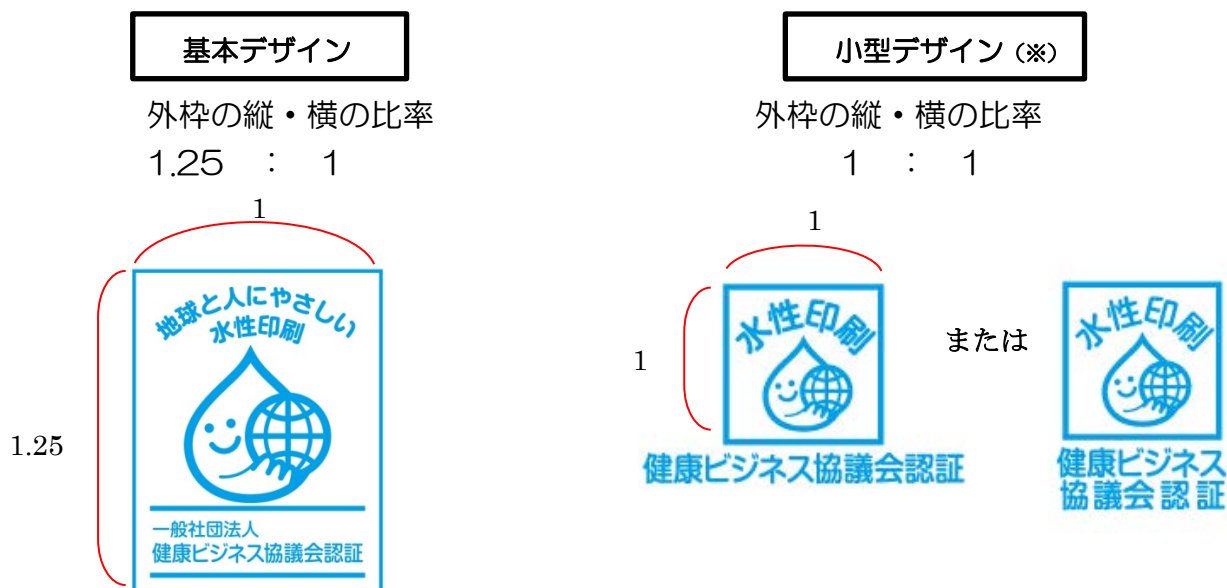 基本デザイン
外枠の縦・横の比率
1.25 : 1
1
1.25
地球と人にやさしい
水性印刷
一般社団法人
健康ビジネス協議会認証
小型デザイン（※）
外枠の縦・横の比率
1 : 1
1
1
水性印刷
健康ビジネス協議会認証
または
水性印刷
健康ビジネス
協議会認証